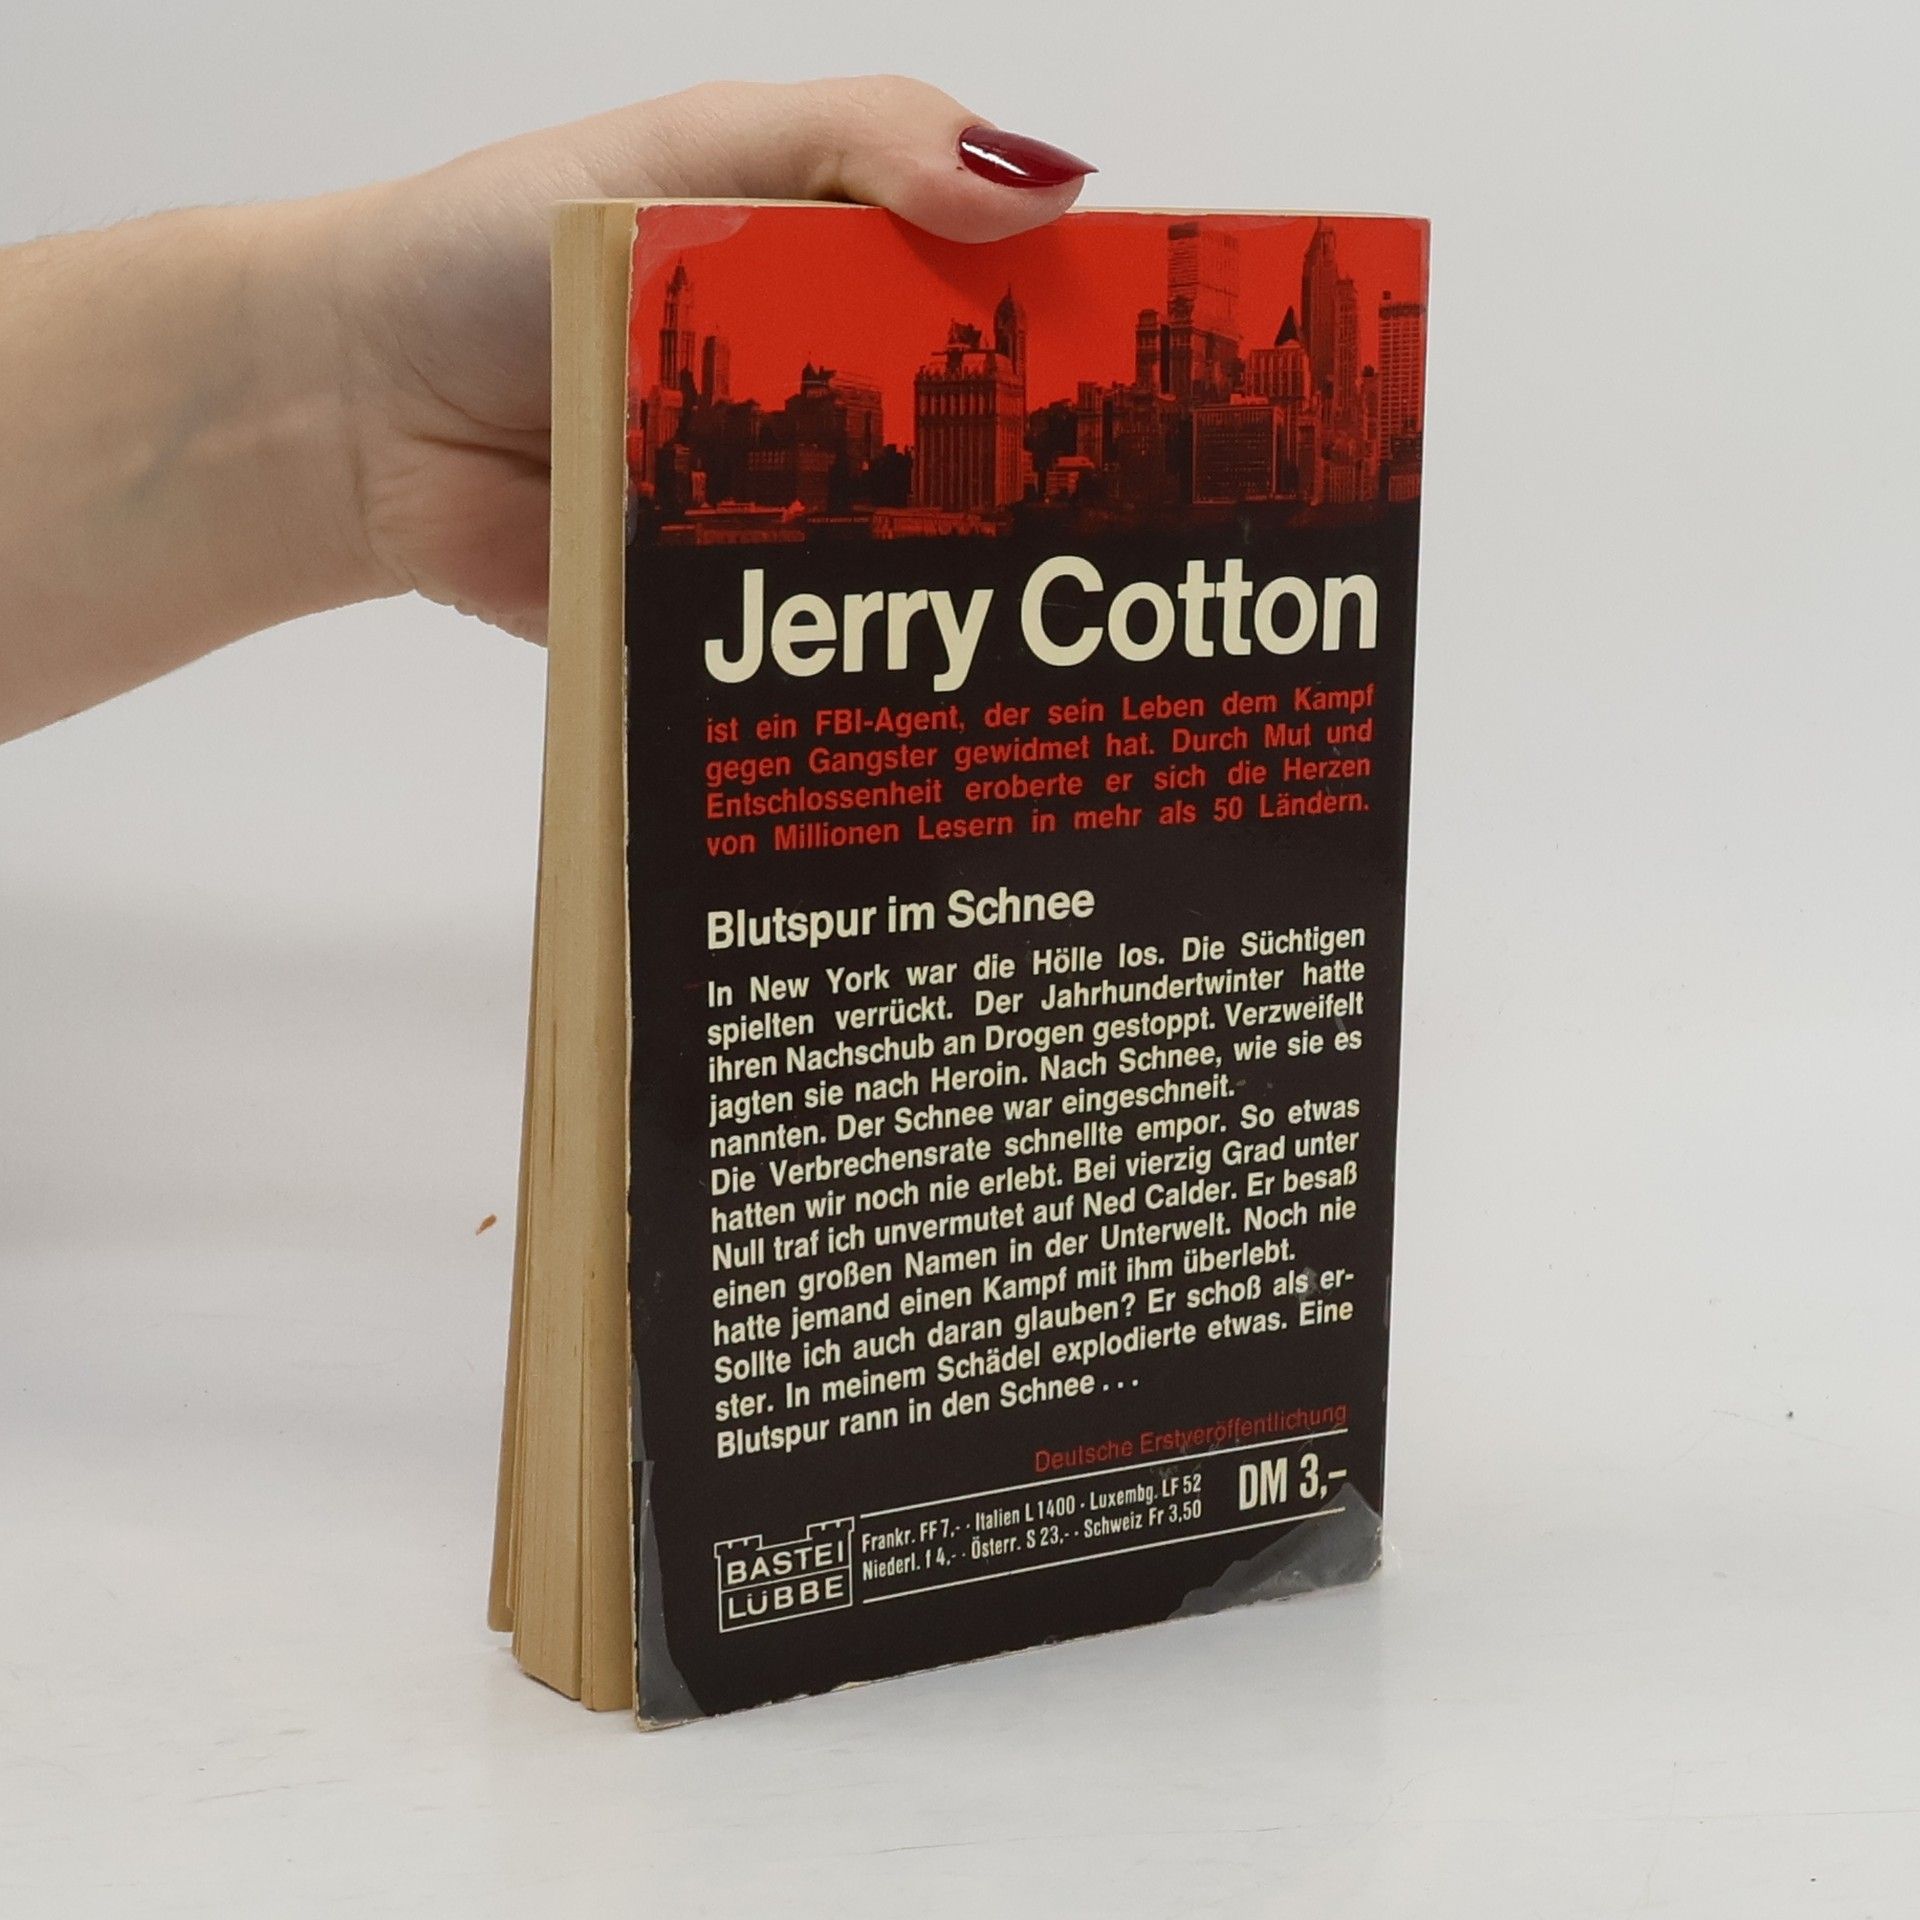 Jerry Cotton
ist ein FBI-Agent, der sein Leben dem Kampf
gegen Gangster gewidmet hat. Durch Mut und
Entschlossenheit eroberte er sich die Herzen
von Millionen Lesern in mehr als 50 Ländern.
Blutspur im Schnee
In New York war die Hölle los. Die Süchtigen
spielten verrückt. Der Jahrhundertwinter hatte
ihren Nachschub an Drogen gestoppt. Verzweifelt
jagten sie nach Heroin. Nach Schnee, wie sie es
nannten. Der Schnee war eingeschneit.
Die Verbrechensrate schnellte empor. So etwas
hatten wir noch nie erlebt. Bei vierzig Grad unter
Null traf ich unvermutet auf Ned Calder. Er besaß
einen großen Namen in der Unterwelt. Noch nie
hatte jemand einen Kampf mit ihm überlebt.
Sollte ich auch daran glauben? Er schoß als er-
ster. In meinem Schädel explodierte etwas. Eine
Blutspur rann in den Schnee . . .
Deutsche Erstveröffentlichung
BASTEI
LÜBBE
Frankr. FF 7,- · Italien L 1400 · Luxembg. LF 52
Niederl. f 4,- · Österr. S 23,- · Schweiz Fr 3,50
DM 3,-